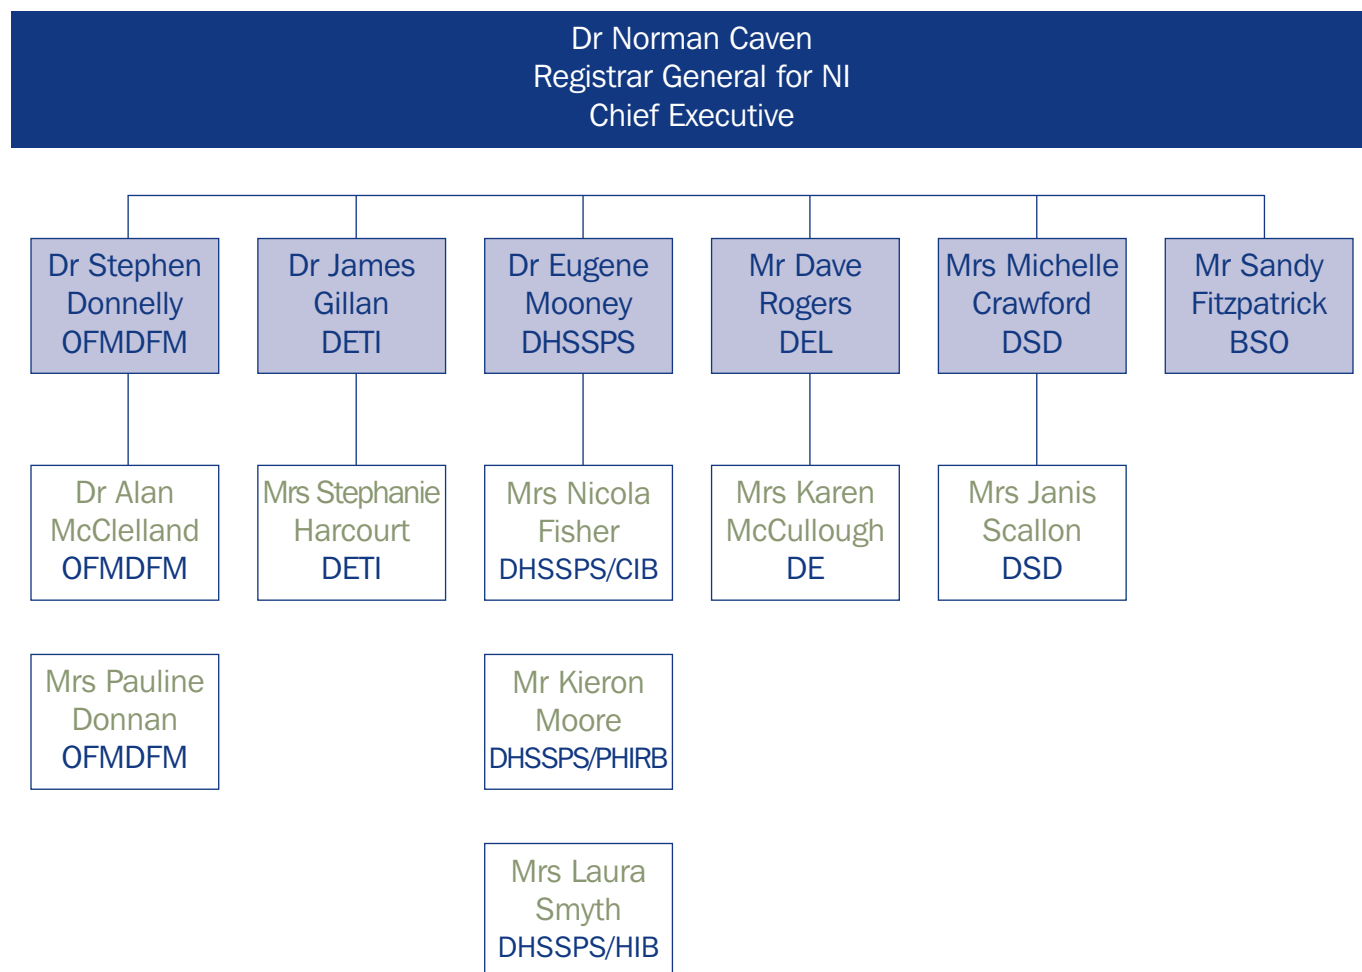 Dr Norman Caven
Registrar General for NI
Chief Executive
Dr Stephen
Donnelly
OFMDFM
Dr James
Gillan
DETI
Dr Eugene
Mooney
DHSSPS
Mr Dave
Rogers
DEL
Mrs Michelle
Crawford
DSD
Mr Sandy
Fitzpatrick
BSO
Dr Alan
McClelland
OFMDFM
Mrs Stephanie
Harcourt
DETI
Mrs Nicola
Fisher
DHSSPS/CIB
Mrs Karen
McCullough
DE
Mrs Janis
Scallon
DSD
Mrs Pauline
Donnan
OFMDFM
Mr Kieron
Moore
DHSSPS/PHIRB
Mrs Laura
Smyth
DHSSPS/HIB